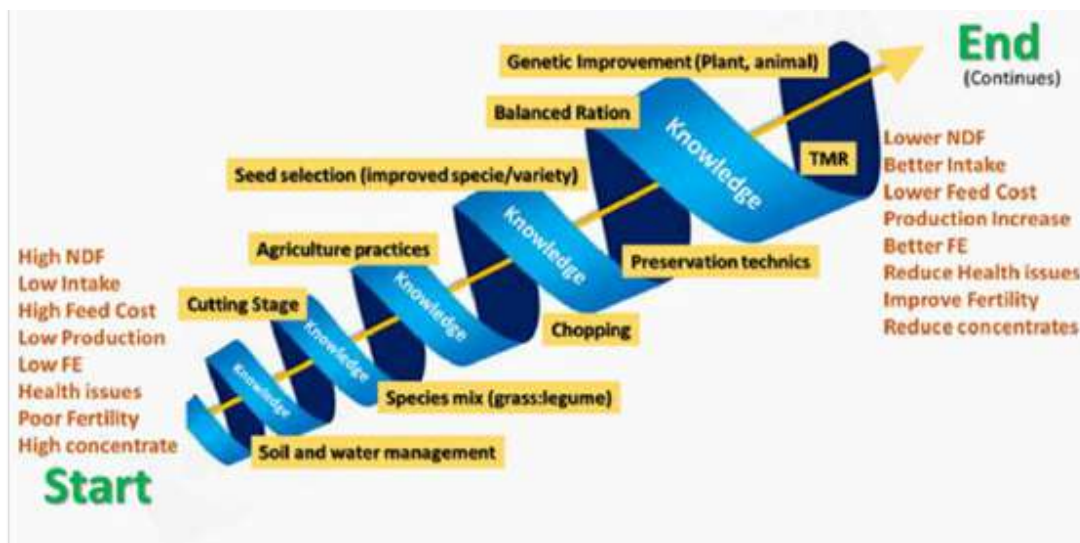 End
(Continues)
Genetic Improvement (Plant, animal)
Balanced Ration
Knowledge
TMR
Lower NDF
Better Intake
Lower Feed Cost
Production Increase
Better FE
Reduce Health issues
Improve Fertility
Reduce concentrates
Seed selection (improved specie/variety)
Knowledge
Preservation technics
Agriculture practices
Knowledge
Chopping
Cutting Stage
Knowledge
Species mix (grass:legume)
Knowledge
Soil and water management
High NDF
Low Intake
High Feed Cost
Low Production
Low FE
Health issues
Poor Fertility
High concentrate
Start